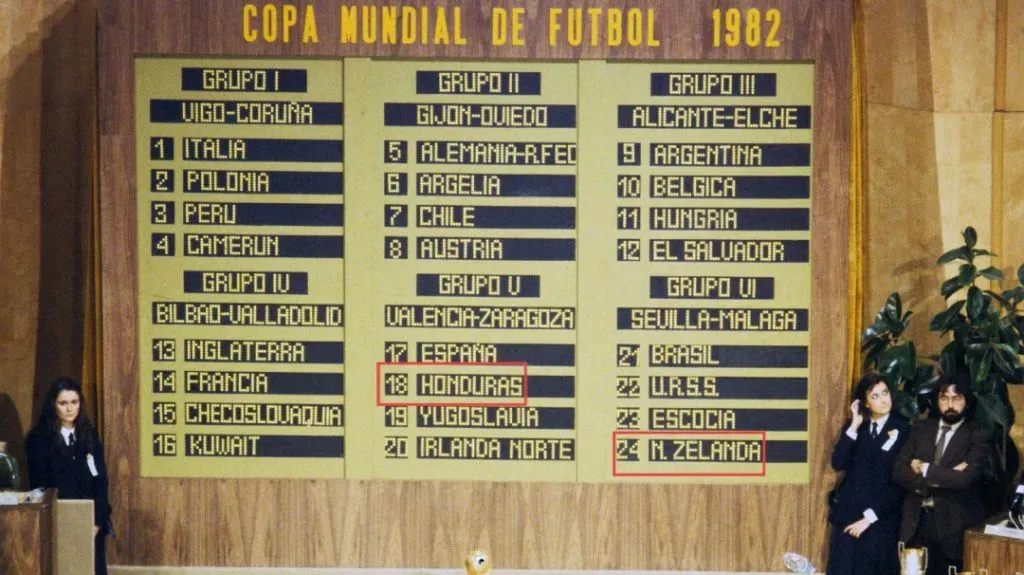 COPA MUNDIAL DE FUTBOL 1982
GRUPO I
VIGO-CORUÑA
1 ITALIA
2 POLONIA
3 PERU
4 CAMERUN
GRUPO II
GIJON-OVIEDO
5 ALEMANIA-R.FED
6 ARGELIA
7 CHILE
8 AUSTRIA
GRUPO III
ALICANTE-ELCHE
9 ARGENTINA
10 BELGICA
11 HUNGRIA
12 EL SALVADOR
GRUPO IV
BILBAO-VALLADOLID
13 INGLATERRA
14 FRANCIA
15 CHECOSLOVAQUIA
16 KUWAIT
GRUPO V
VALENCIA-ZARAGOZA
17 ESPAÑA
18 HONDURAS
19 YUGOSLAVIA
20 IRLANDA NORTE
GRUPO VI
SEVILLA-MALAGA
21 BRASIL
22 U.R.S.S.
23 ESCOCIA
24 N. ZELANDA